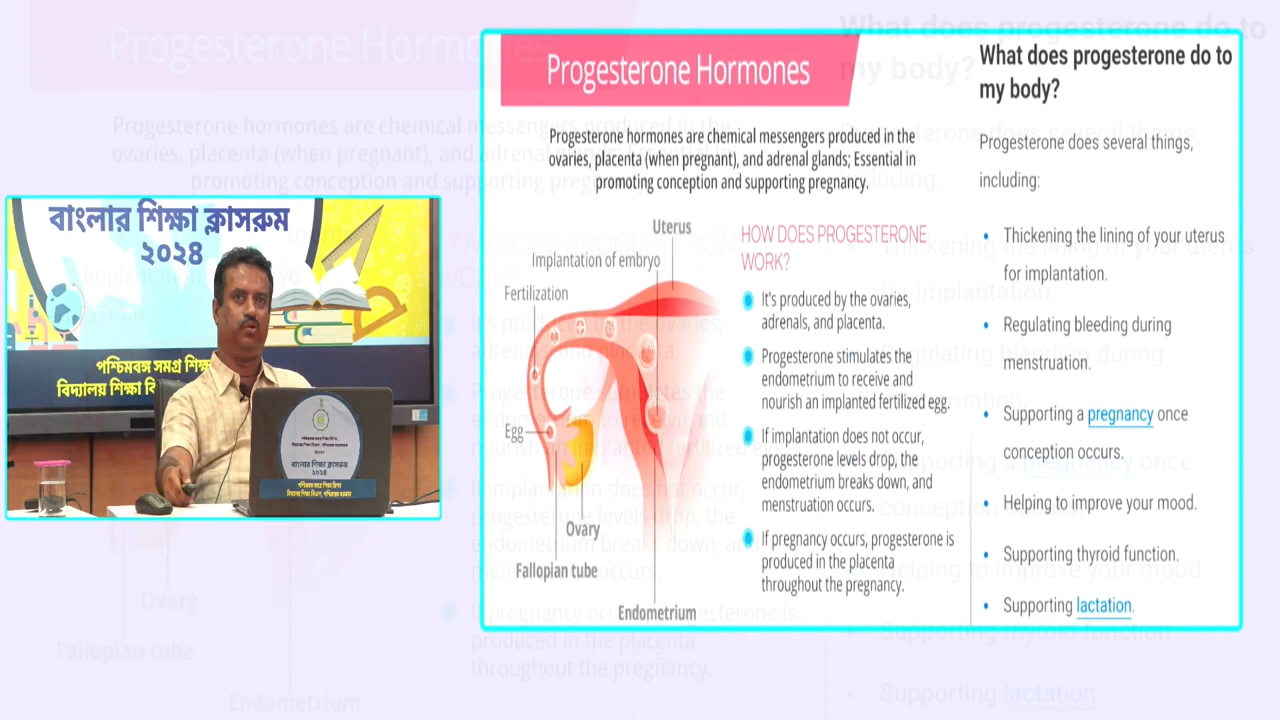 Progesterone Hormones
Progesterone hormones are chemical messengers produced in the
ovaries, placenta (when pregnant), and adrenal glands; Essential in
promoting conception and supporting pregnancy.
Uterus
Implantation of embryo
Fertilization
Egg
Ovary
Fallopian tube
Endometrium
HOW DOES PROGESTERONE
WORK?
It's produced by the ovaries,
adrenals, and placenta.
Progesterone stimulates the
endometrium to receive and
nourish an implanted fertilized egg.
If implantation does not occur,
progesterone levels drop, the
endometrium breaks down, and
menstruation occurs.
If pregnancy occurs, progesterone is
produced in the placenta
throughout the pregnancy.
What does progesterone do to
my body?
Progesterone does several things,
including:
• Thickening the lining of your uterus
for implantation.
• Regulating bleeding during
menstruation.
• Supporting a pregnancy once
conception occurs.
• Helping to improve your mood.
• Supporting thyroid function.
• Supporting lactation.
বাংলার শিক্ষা ক্লাসরুম
২০২৪
পশ্চিমবঙ্গ সমগ্র
বিদ্যালয় শিক্ষা
বাংলার শিক্ষা ক্লাসরুম
২০২৪